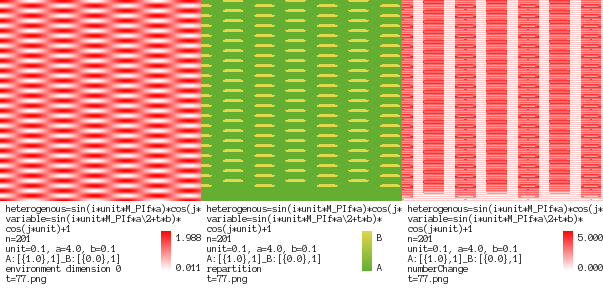 heterogenous=sin(i*unit*M_PIf*a)*cos(j*
variable=sin(i*unit*M_PIf*a\2+t*b)*
cos(j*unit)+1
n=201
unit=0.1, a=4.0, b=0.1
A:[{1.0},1]_B:[{0.0},1]
environment dimension 0
t=77.png
1.988
0.011
heterogenous=sin(i*unit*M_PIf*a)*cos(j*
variable=sin(i*unit*M_PIf*a\2+t*b)*
cos(j*unit)+1
n=201
unit=0.1, a=4.0, b=0.1
A:[{1.0},1]_B:[{0.0},1]
repartition
t=77.png
B
A
heterogenous=sin(i*unit*M_PIf*a)*cos(j*
variable=sin(i*unit*M_PIf*a\2+t*b)*
cos(j*unit)+1
n=201
unit=0.1, a=4.0, b=0.1
A:[{1.0},1]_B:[{0.0},1]
numberChange
t=77.png
5.000
0.000